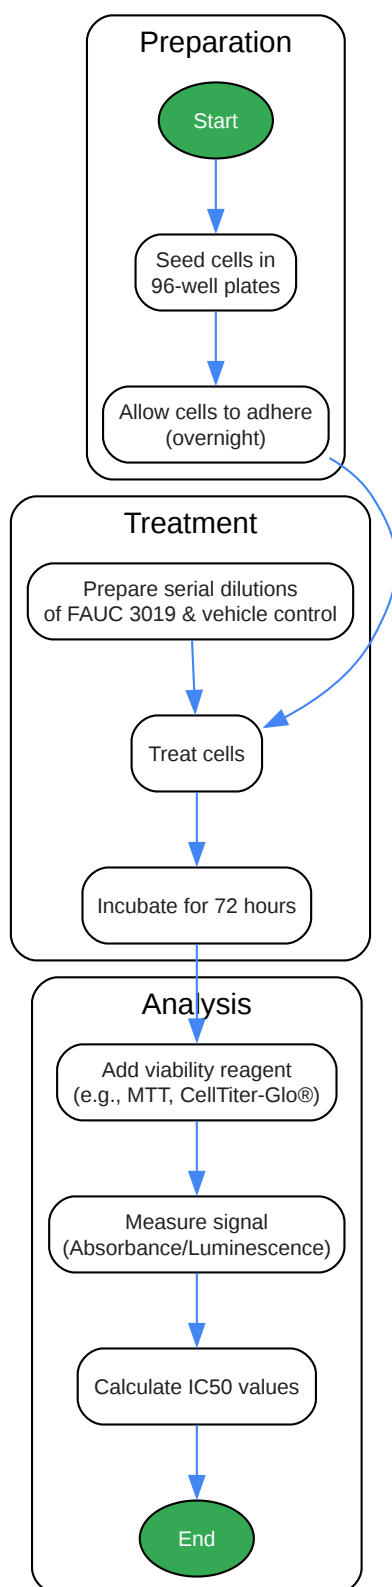 Preparation
Start
Seed cells in
96-well plates
Allow cells to adhere
(overnight)
Treatment
Prepare serial dilutions
of FAUC 3019 & vehicle control
Treat cells
Incubate for 72 hours
Analysis
Add viability reagent
(e.g., MTT, CellTiter-Glo®)
Measure signal
(Absorbance/Luminescence)
Calculate IC50 values
End